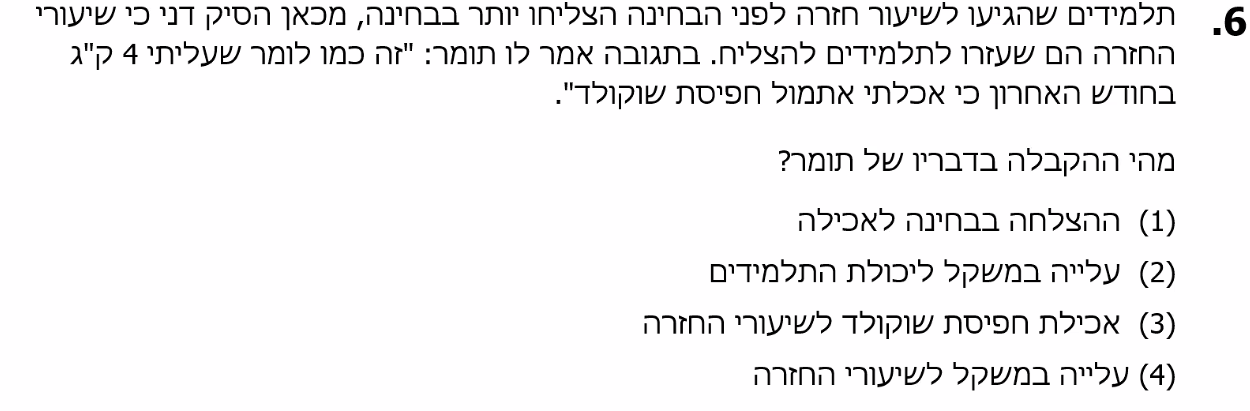 6. תלמידים שהגיעו לשיעור חזרה לפני הבחינה הצליחו יותר בבחינה, מכאן הסיק דני כי שיעורי
החזרה הם שעזרו לתלמידים להצליח. בתגובה אמר לו תומר: "זה כמו לומר שעליתי 4 ק"ג
בחודש האחרון כי אכלתי אתמול חפיסת שוקולד".
מהי ההקבלה בדבריו של תומר?
(1) ההצלחה בבחינה לאכילה
(2) עלייה במשקל ליכולת התלמידים
(3) אכילת חפיסת שוקולד לשיעורי החזרה
(4) עלייה במשקל לשיעורי החזרה